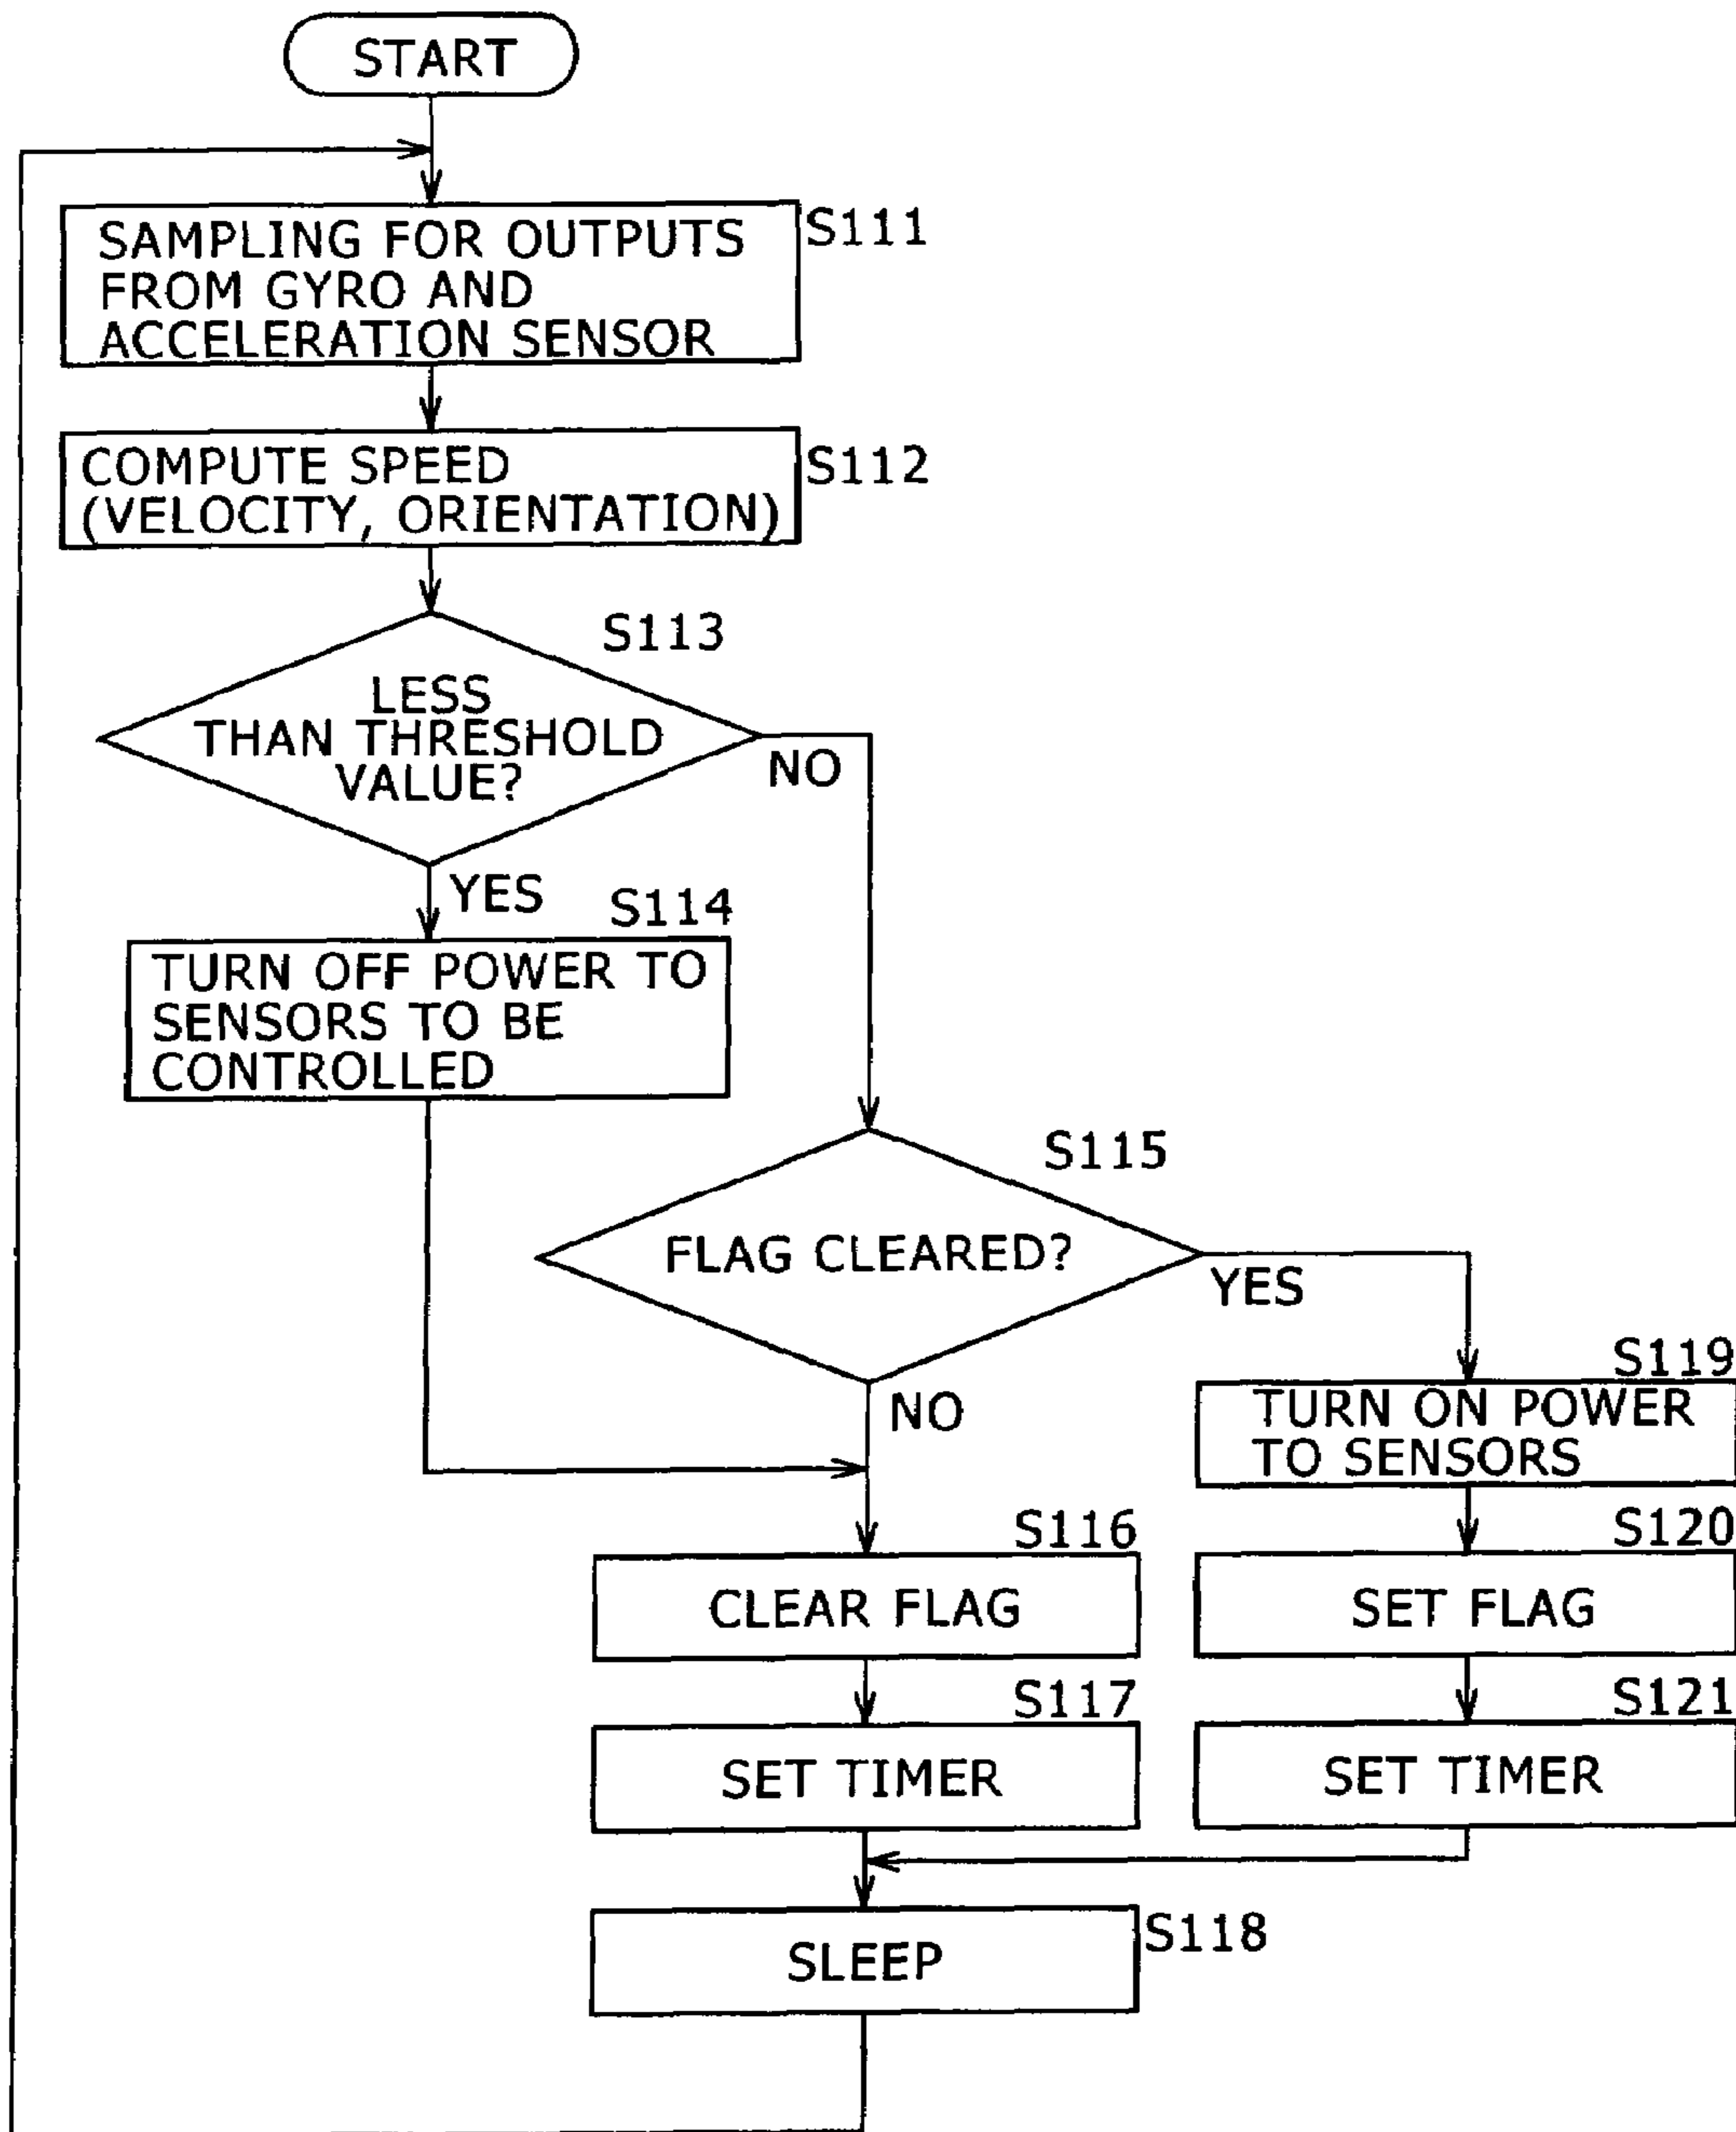 START
SAMPLING FOR OUTPUTS
FROM GYRO AND
ACCELERATION SENSOR
S111
COMPUTE SPEED
(VELOCITY, ORIENTATION)
S112
S113
LESS
THAN THRESHOLD
VALUE?
NO
YES
S114
TURN OFF POWER TO
SENSORS TO BE
CONTROLLED
S115
FLAG CLEARED?
YES
NO
S119
TURN ON POWER
TO SENSORS
S116
CLEAR FLAG
S120
SET FLAG
S117
SET TIMER
S121
SET TIMER
S118
SLEEP